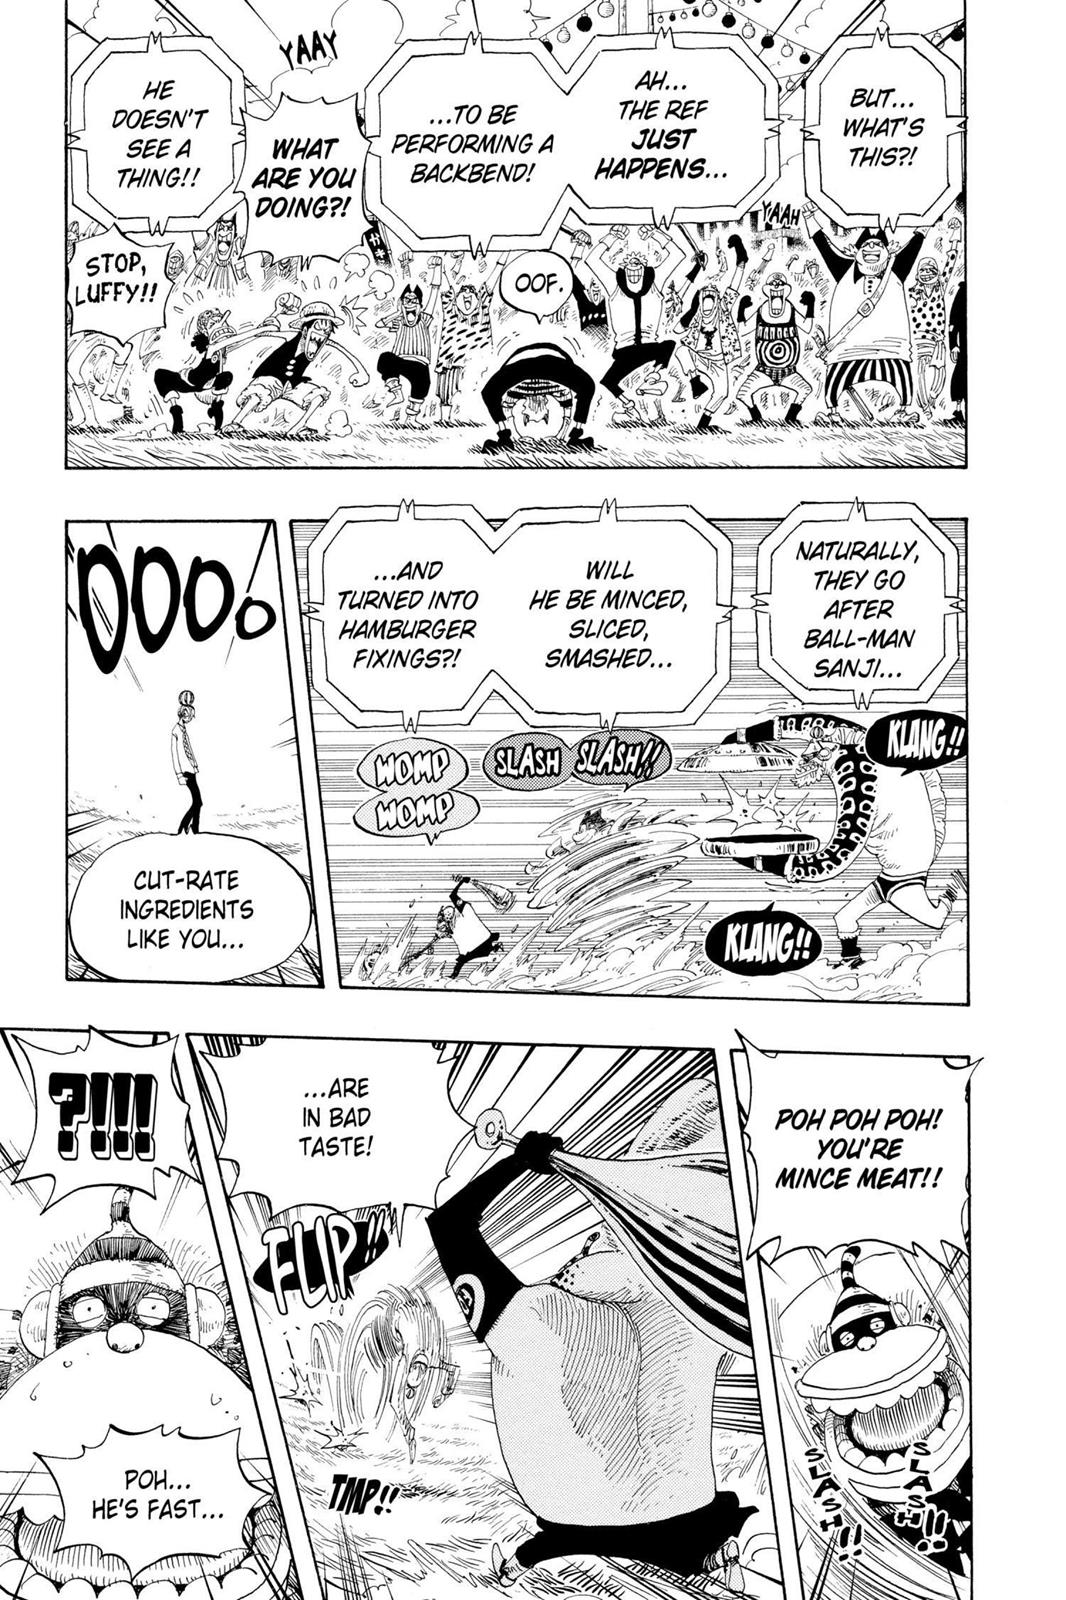 BUT...
WHAT'S
THIS?!
AH...
THE REF
JUST
HAPPENS...
...TO BE
PERFORMING A
BACKBEND!
YAAY
WHAT
ARE YOU
DOING?!
HE
DOESN'T
SEE A
THING!!
YAAH
OOF.
STOP,
LUFFY!!
NATURALLY,
THEY GO
AFTER
BALL-MAN
SANJI...
WILL
HE BE MINCED,
SLICED,
SMASHED...
...AND
TURNED INTO
HAMBURGER
FIXINGS?!
KLANG!!
SLASH
SLASH!!
WOMP
WOMP
KLANG!!
OOOO
CUT-RATE
INGREDIENTS
LIKE YOU...
POH POH POH!
YOU'RE
MINCE MEAT!!
SLASH!!
SLASH!!
...ARE
IN BAD
TASTE!
FLIP!!
TMP!!
?!!!
POH...
HE'S FAST...